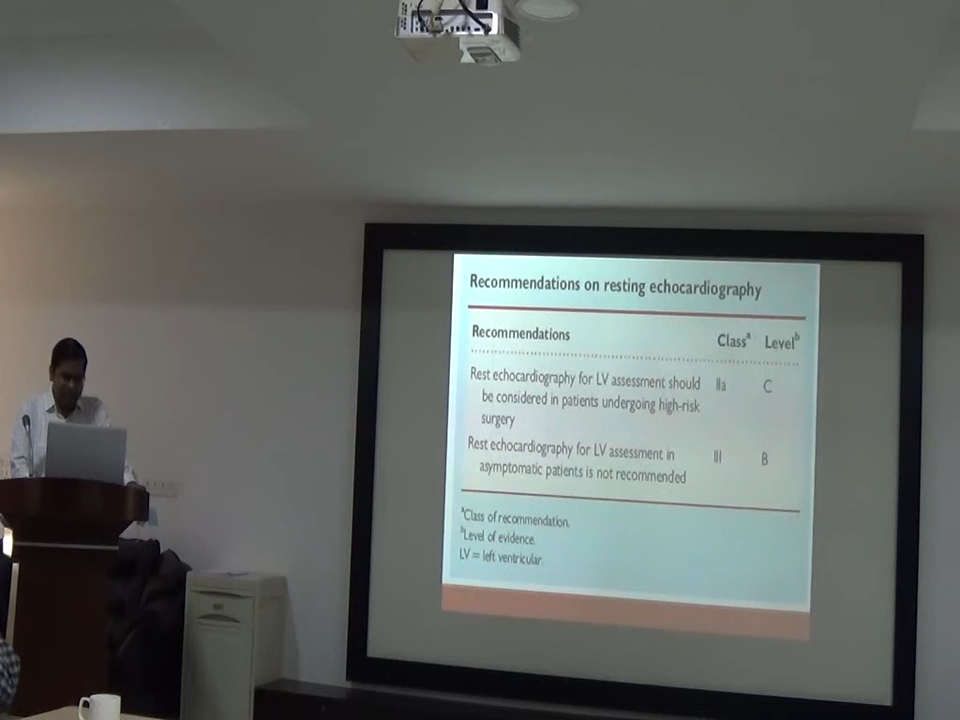 Recommendations on resting echocardiography
Recommendations Classᵃ Levelᵇ
Rest echocardiography for LV assessment should IIa C
be considered in patients undergoing high-risk
surgery
Rest echocardiography for LV assessment in III B
asymptomatic patients is not recommended
ᵃClass of recommendation.
ᵇLevel of evidence.
LV = left ventricular.